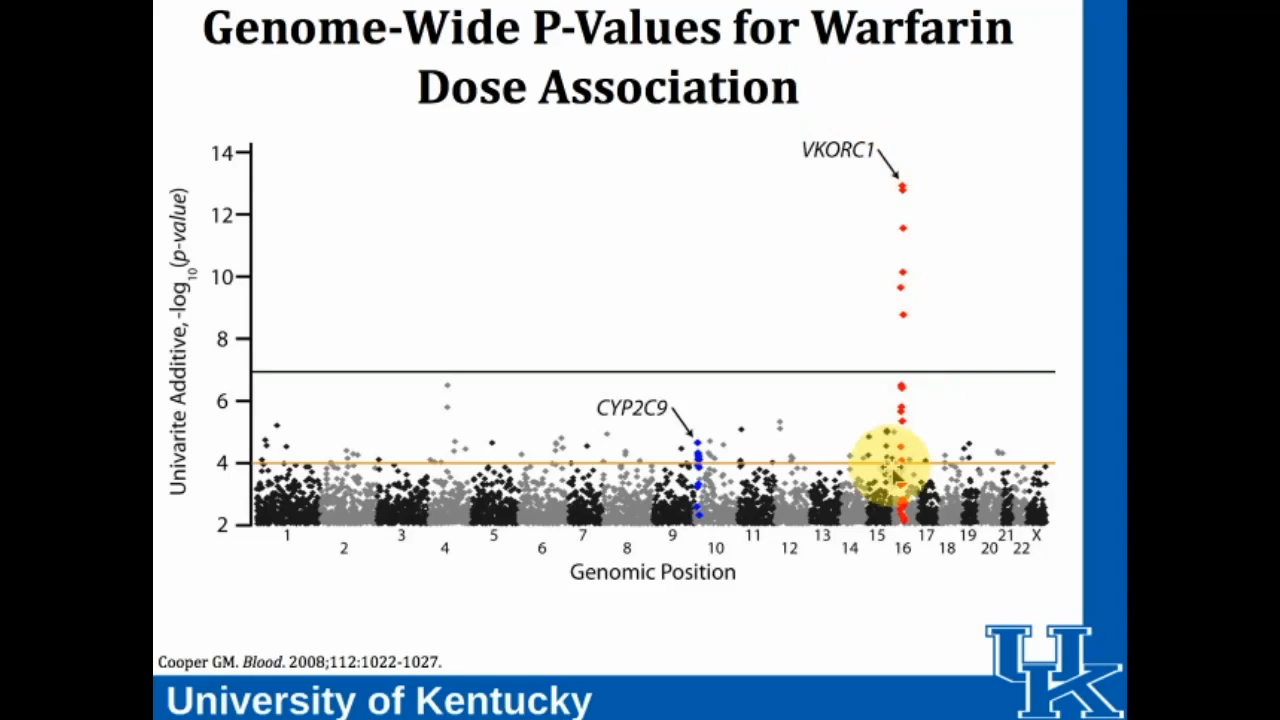 Genome-Wide P-Values for Warfarin
Dose Association
Univarite Additive, -log10(p-value)
14
12
10
8
6
4
2
VKORC1
CYP2C9
1 2 3 4 5 6 7 8 9 10 11 12 13 14 15 16 17 18 19 20 21 22 X
Genomic Position
Cooper GM. Blood. 2008;112:1022-1027.
University of Kentucky
UK